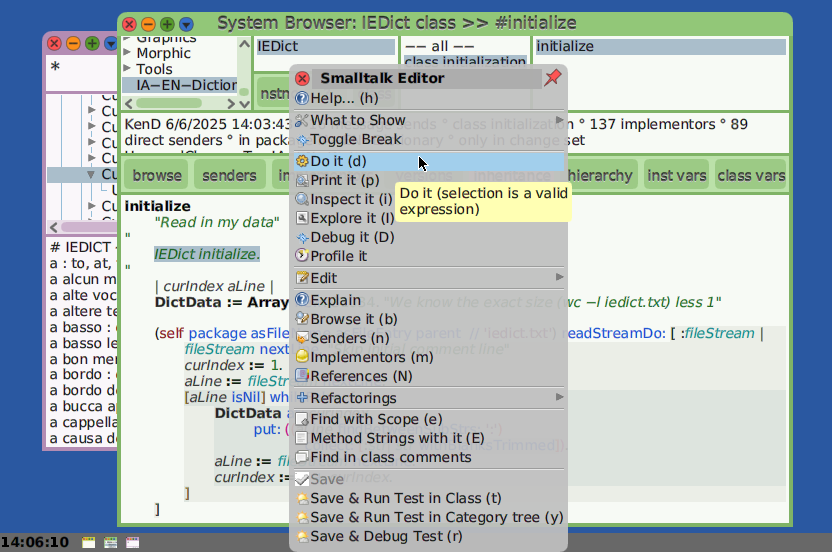 System Browser: IEDict class >> #initialize
Graphics
Morphic
Tools
IA-EN-Diction
IEDict
-- all --
class initialization
initialize
*
Smalltalk Editor
Help... (h)
What to Show
Toggle Break
Do it (d)
Print it (p)
Inspect it (i)
Explore it (I)
Debug it (D)
Profile it
Edit
Explain
Browse it (b)
Senders (n)
Implementors (m)
References (N)
Refactorings
Find with Scope (e)
Method Strings with it (E)
Find in class comments
Save
Save & Run Test in Class (t)
Save & Run Test in Category tree (y)
Save & Debug Test (r)
Do it (selection is a valid
expression)
KenD 6/6/2025 14:03:43 sends ° class initialization ° 137 implementors ° 89
direct senders ° in package ° only in change set
browse senders inheritance hierarchy inst vars class vars
initialize
"Read in my data"
"
IEDict initialize.
"
| curIndex aLine |
DictData := Array "We know the exact size (wc -l iedict.txt) less 1"
(self package asFile parent // 'iedict.txt') readStreamDo: [ :fileStream |
fileStream next comment line"
curIndex := 1.
aLine := fileStr
[aLine isNil] wh
DictData a
put: (
aLine := fil
curIndex :=
]
]
Cu
Cu
Cu
Cu
Cu
Cu
U
Cu
Cu
# IEDICT
a : to, at,
a alcun m
a alte voc
a altere te
a basso : d
a basso le
a bon mer
a bordo :
a bordo de
a bucca ap
a cappella
a causa de
14:06:10